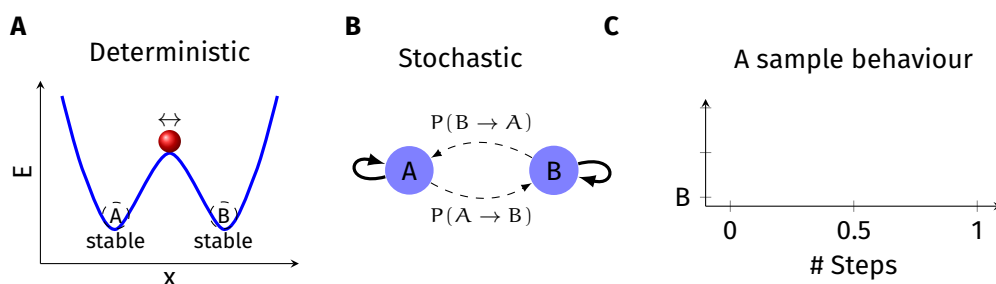 A
Deterministic
↔
E
A
B
stable
stable
x
B
Stochastic
P(B → A)
A
B
P(A → B)
C
A sample behaviour
B
0
0.5
1
# Steps